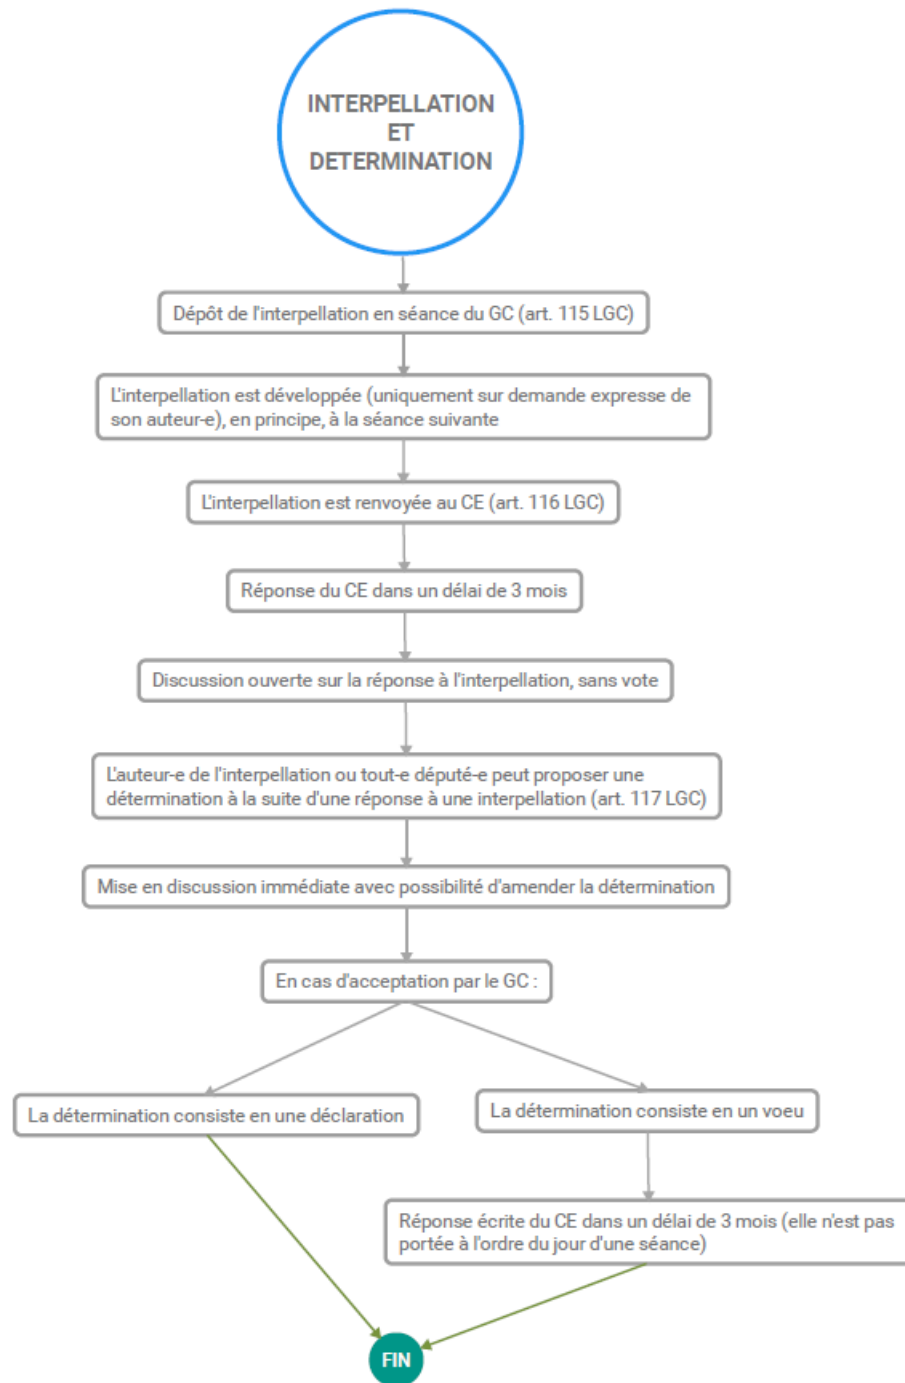 INTERPELLATION
ET
DETERMINATION
Dépôt de l'interpellation en séance du GC (art. 115 LGC)
L'interpellation est développée (uniquement sur demande expresse de
son auteur-e), en principe, à la séance suivante
L'interpellation est renvoyée au CE (art. 116 LGC)
Réponse du CE dans un délai de 3 mois
Discussion ouverte sur la réponse à l'interpellation, sans vote
L'auteur-e de l'interpellation ou tout-e député-e peut proposer une
détermination à la suite d'une réponse à une interpellation (art. 117 LGC)
Mise en discussion immédiate avec possibilité d'amender la détermination
En cas d'acceptation par le GC :
La détermination consiste en une déclaration
La détermination consiste en un voeu
Réponse écrite du CE dans un délai de 3 mois (elle n'est pas
portée à l'ordre du jour d'une séance)
FIN